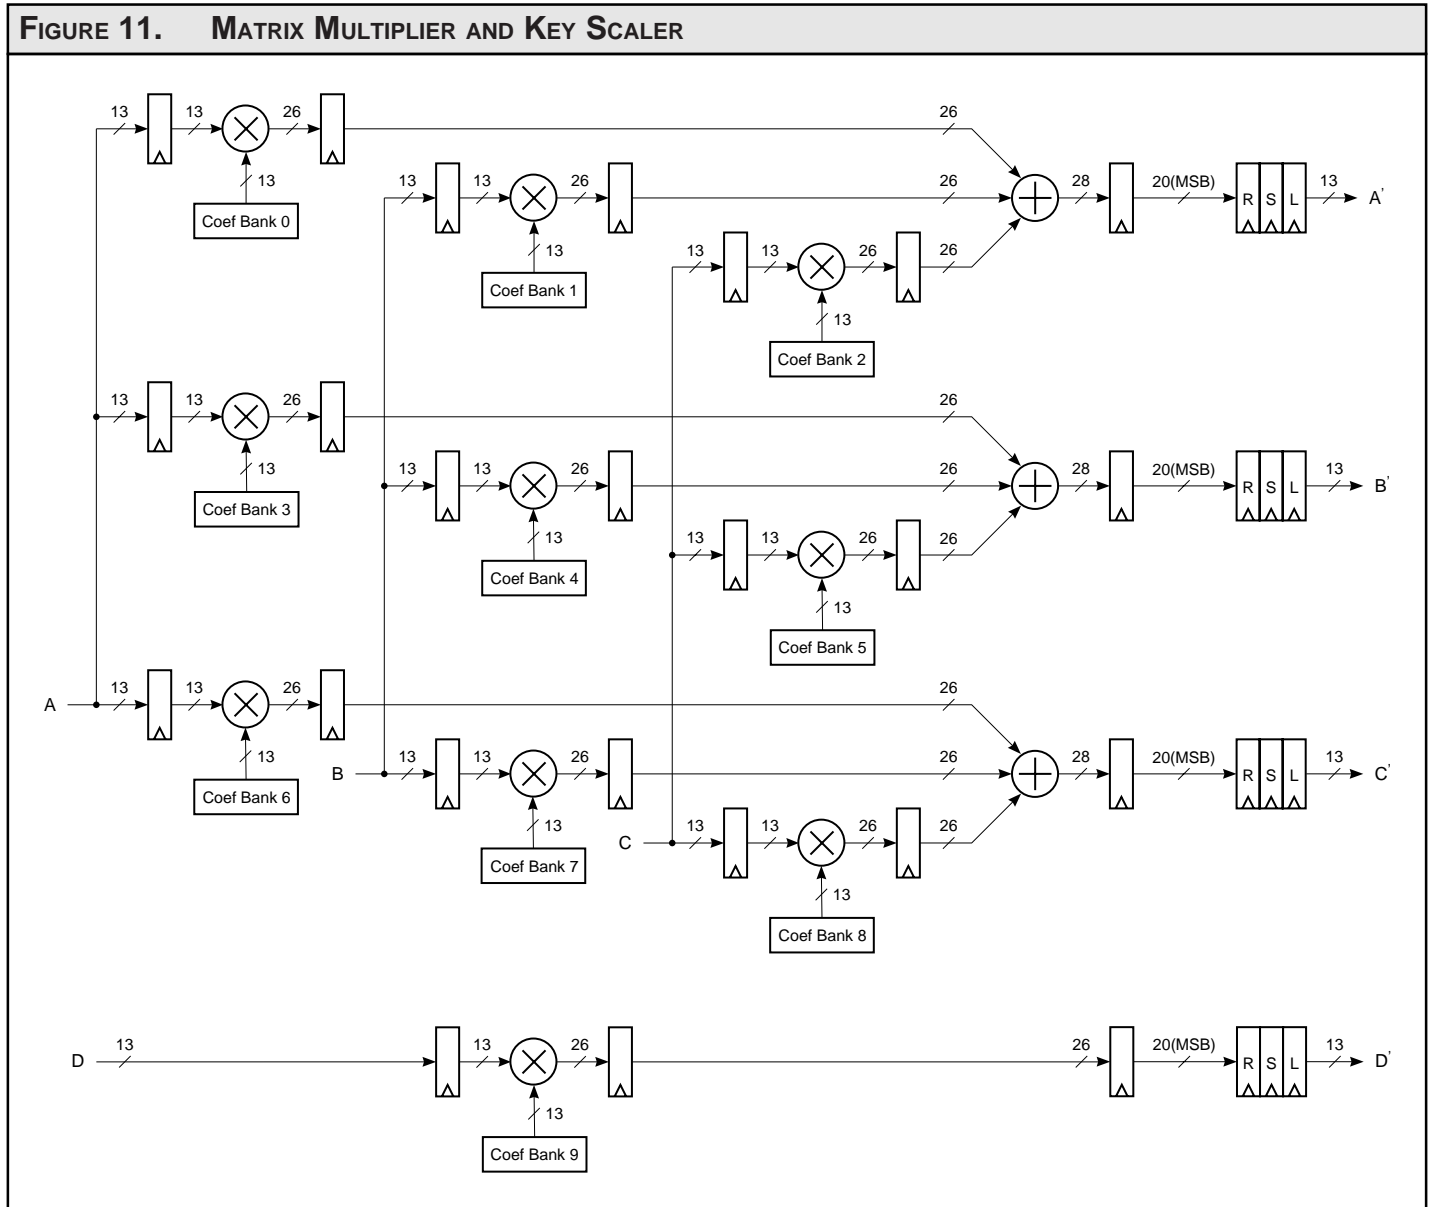 FIGURE 11. MATRIX MULTIPLIER AND KEY SCALER
13 13 26 26
13
Coef Bank 0
13 13 26 26 28 20(MSB) R S L 13 A'
13
Coef Bank 1
13 13 26 26
13
Coef Bank 2
13 13 26 26
13
Coef Bank 3
13 13 26 26 28 20(MSB) R S L 13 B'
13
Coef Bank 4
13 13 26 26
13
Coef Bank 5
A 13 13 26 26
13
Coef Bank 6
B 13 13 26 26 28 20(MSB) R S L 13 C'
13
Coef Bank 7
C 13 13 26 26
13
Coef Bank 8
D 13 13 26 26 20(MSB) R S L 13 D'
13
Coef Bank 9